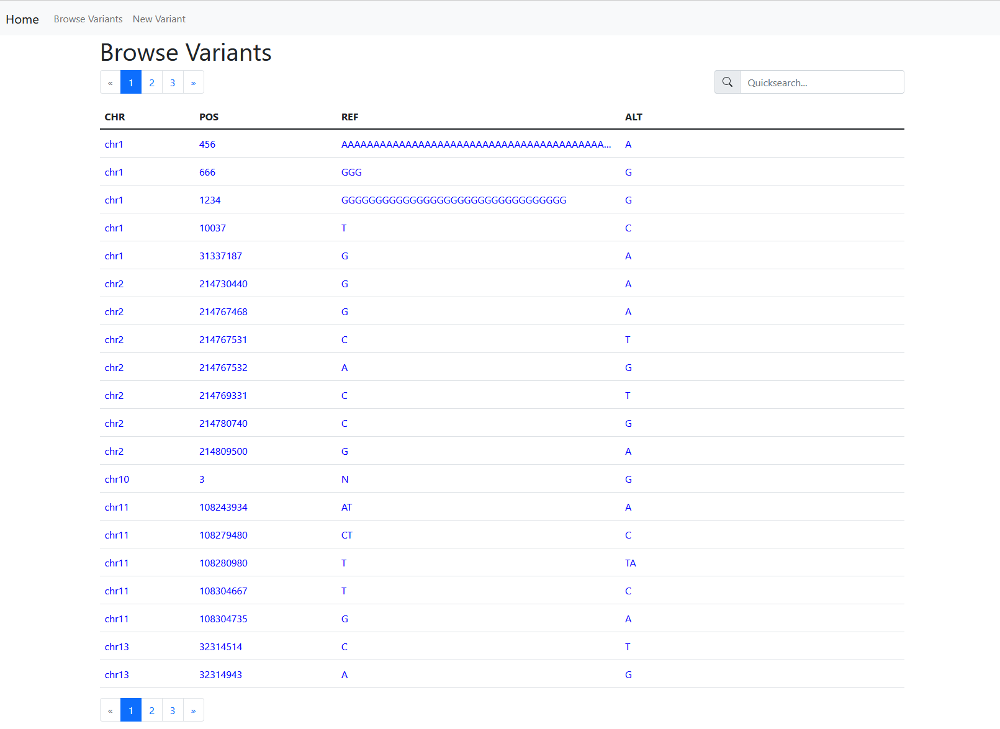 Home Browse Variants New Variant
Browse Variants
« 1 2 3 » Quicksearch...
CHR POS REF ALT
chr1 456 AAAAAAAAAAAAAAAAAAAAAAAAAAAAAAAAAAAAAAAAA... A
chr1 666 GGG G
chr1 1234 GGGGGGGGGGGGGGGGGGGGGGGGGGGGGGGGG G
chr1 10037 T C
chr1 31337187 G A
chr2 214730440 G A
chr2 214767468 G A
chr2 214767531 C T
chr2 214767532 A G
chr2 214769331 C T
chr2 214780740 C G
chr2 214809500 G A
chr10 3 N G
chr11 108243934 AT A
chr11 108279480 CT C
chr11 108280980 T TA
chr11 108304667 T C
chr11 108304735 G A
chr13 32314514 C T
chr13 32314943 A G
« 1 2 3 »